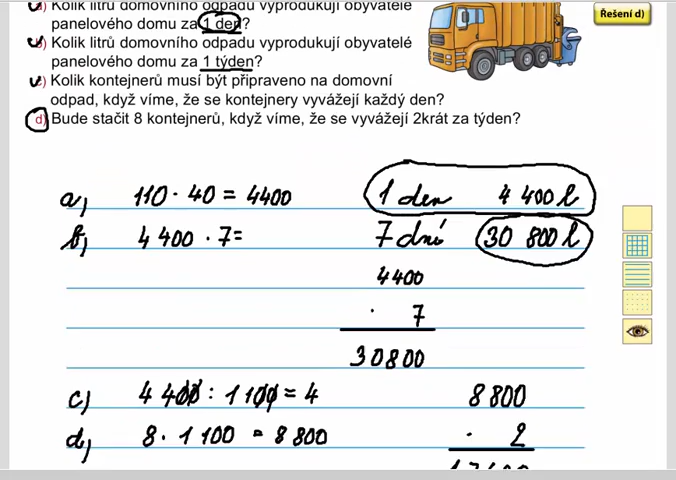 a) Kolik litrů domovního odpadu vyprodukují obyvatelé
panelového domu za 1 den?
b) Kolik litrů domovního odpadu vyprodukují obyvatelé
panelového domu za 1 týden?
c) Kolik kontejnerů musí být připraveno na domovní
odpad, když víme, že se kontejnery vyvážejí každý den?
d) Bude stačit 8 kontejnerů, když víme, že se vyvážejí 2krát za týden?
Řešení d)
a) 110 · 40 = 4400 1 den 4 400 l
b) 4 400 · 7 = 7 dní 30 800 l
4400
· 7
30800
c) 4 400 : 1 100 = 4 8 800
d) 8 · 1 100 = 8 800 · 2